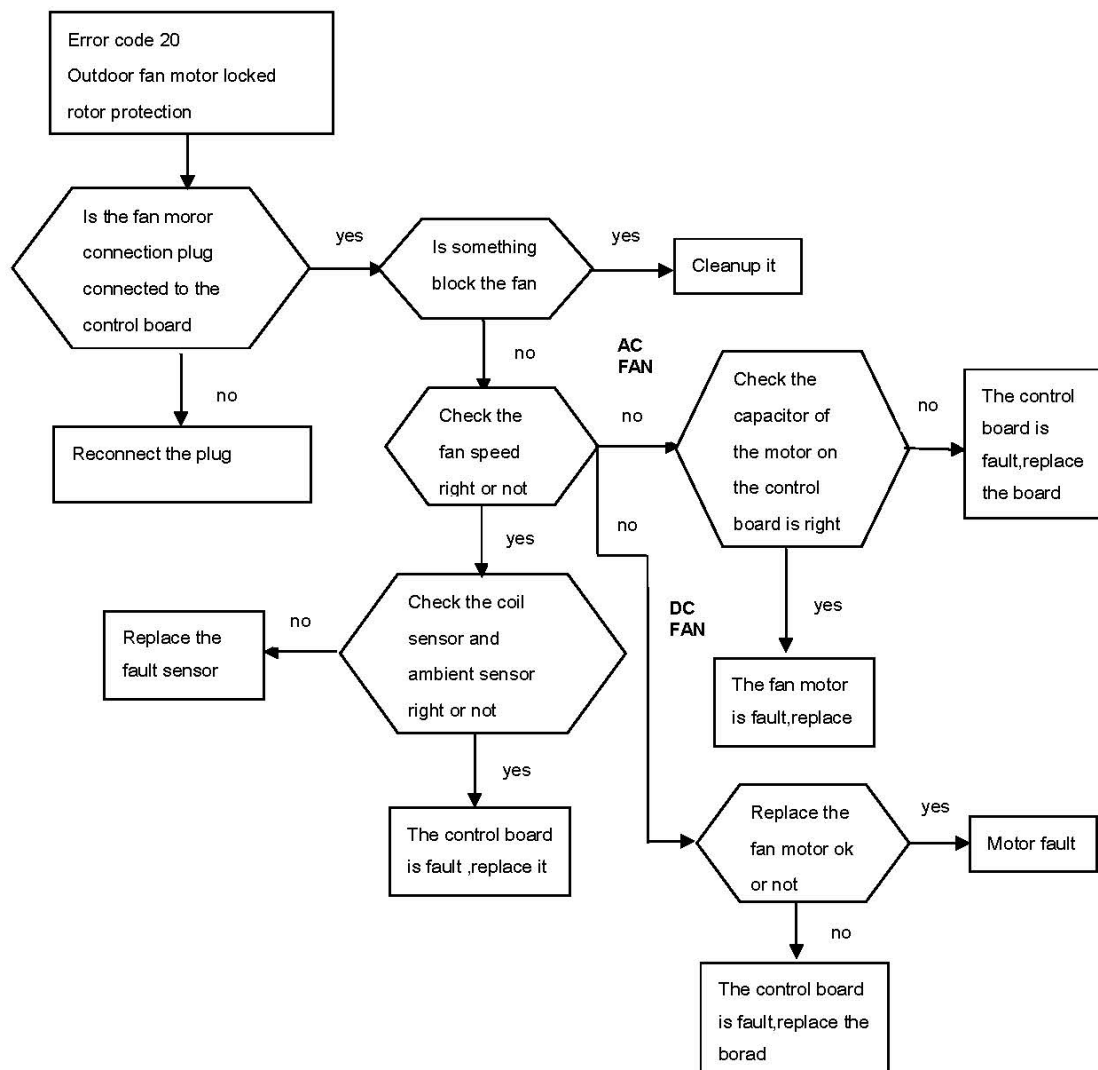 Error code 20
Outdoor fan motor locked
rotor protection
Is the fan moror
connection plug
connected to the
control board
yes
Is something
block the fan
yes
Cleanup it
no
Reconnect the plug
no
Check the
fan speed
right or not
AC
FAN
no
Check the
capacitor of
the motor on
the control
board is right
no
The control
board is
fault,replace
the board
yes
The fan motor
is fault,replace
yes
Check the coil
sensor and
ambient sensor
right or not
no
Replace the
fault sensor
yes
The control board
is fault ,replace it
no
DC
FAN
Replace the
fan motor ok
or not
yes
Motor fault
no
The control board
is fault,replace the
borad